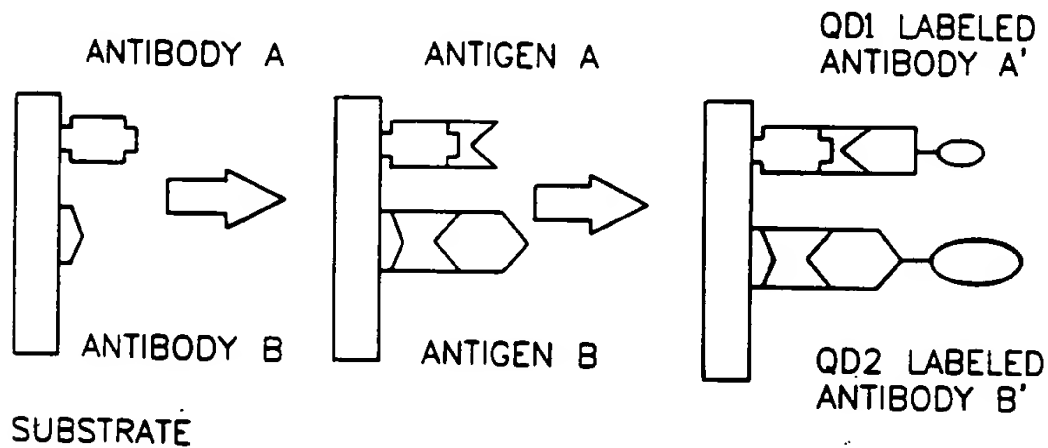 ANTIBODY A
ANTIGEN A
QD1 LABELED
ANTIBODY A'
ANTIBODY B
ANTIGEN B
QD2 LABELED
ANTIBODY B'
SUBSTRATE